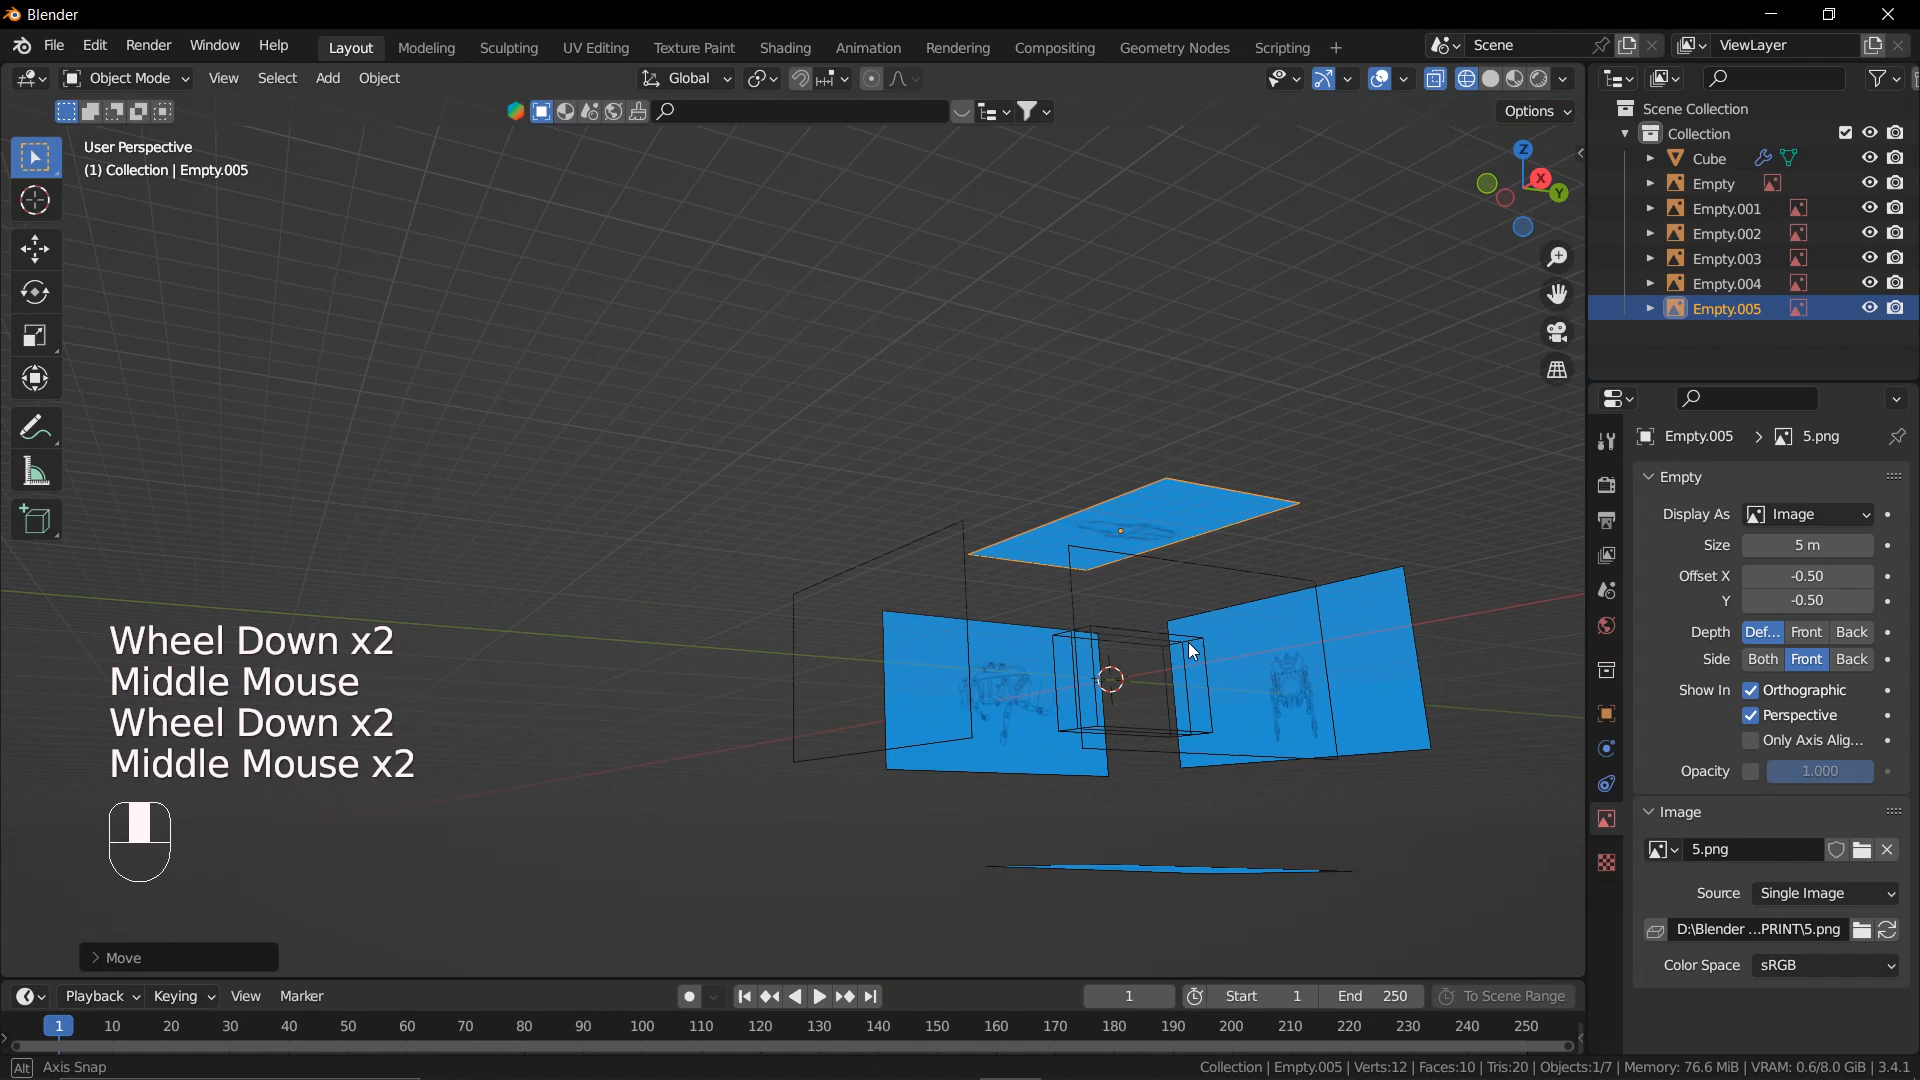 Blender
File Edit Render Window Help
Layout Modeling Sculpting UV Editing Texture Paint Shading Animation Rendering Compositing Geometry Nodes Scripting +
Scene
ViewLayer
Object Mode View Select Add Object
Global
Options
User Perspective
(1) Collection | Empty.005
Z
X
Y
Scene Collection
Collection
Cube
Empty
Empty.001
Empty.002
Empty.003
Empty.004
Empty.005
Empty.005 > 5.png
Empty
Display As Image
Size 5 m
Offset X -0.50
Y -0.50
Depth Def... Front Back
Side Both Front Back
Show In Orthographic
Perspective
Only Axis Alig...
Opacity 1.000
Image
5.png
Source Single Image
D:\Blender ...PRINT\5.png
Color Space sRGB
Wheel Down x2
Middle Mouse
Wheel Down x2
Middle Mouse x2
Move
Playback Keying View Marker
1
Start 1
End 250
To Scene Range
1 10 20 30 40 50 60 70 80 90 100 110 120 130 140 150 160 170 180 190 200 210 220 230 240 250
Alt Axis Snap
Collection | Empty.005 | Verts:12 | Faces:10 | Tris:20 | Objects:1/7 | Memory: 76.6 MiB | VRAM: 0.6/8.0 GiB | 3.4.1